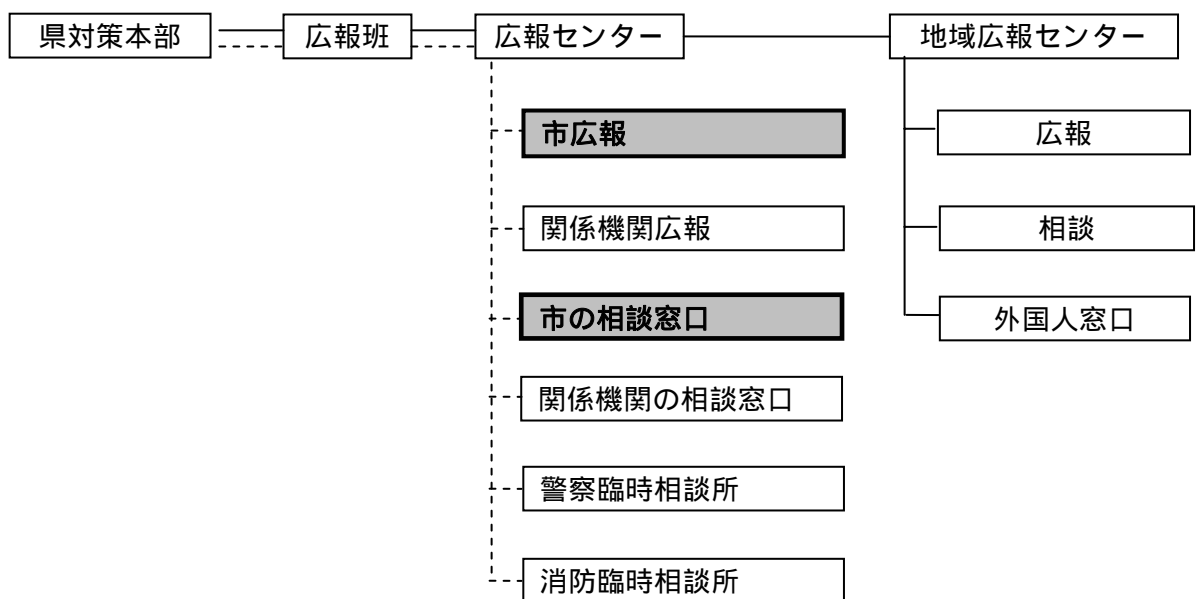 県対策本部
広報班
広報センター
地域広報センター
市広報
広報
関係機関広報
相談
市の相談窓口
外国人窓口
関係機関の相談窓口
警察臨時相談所
消防臨時相談所